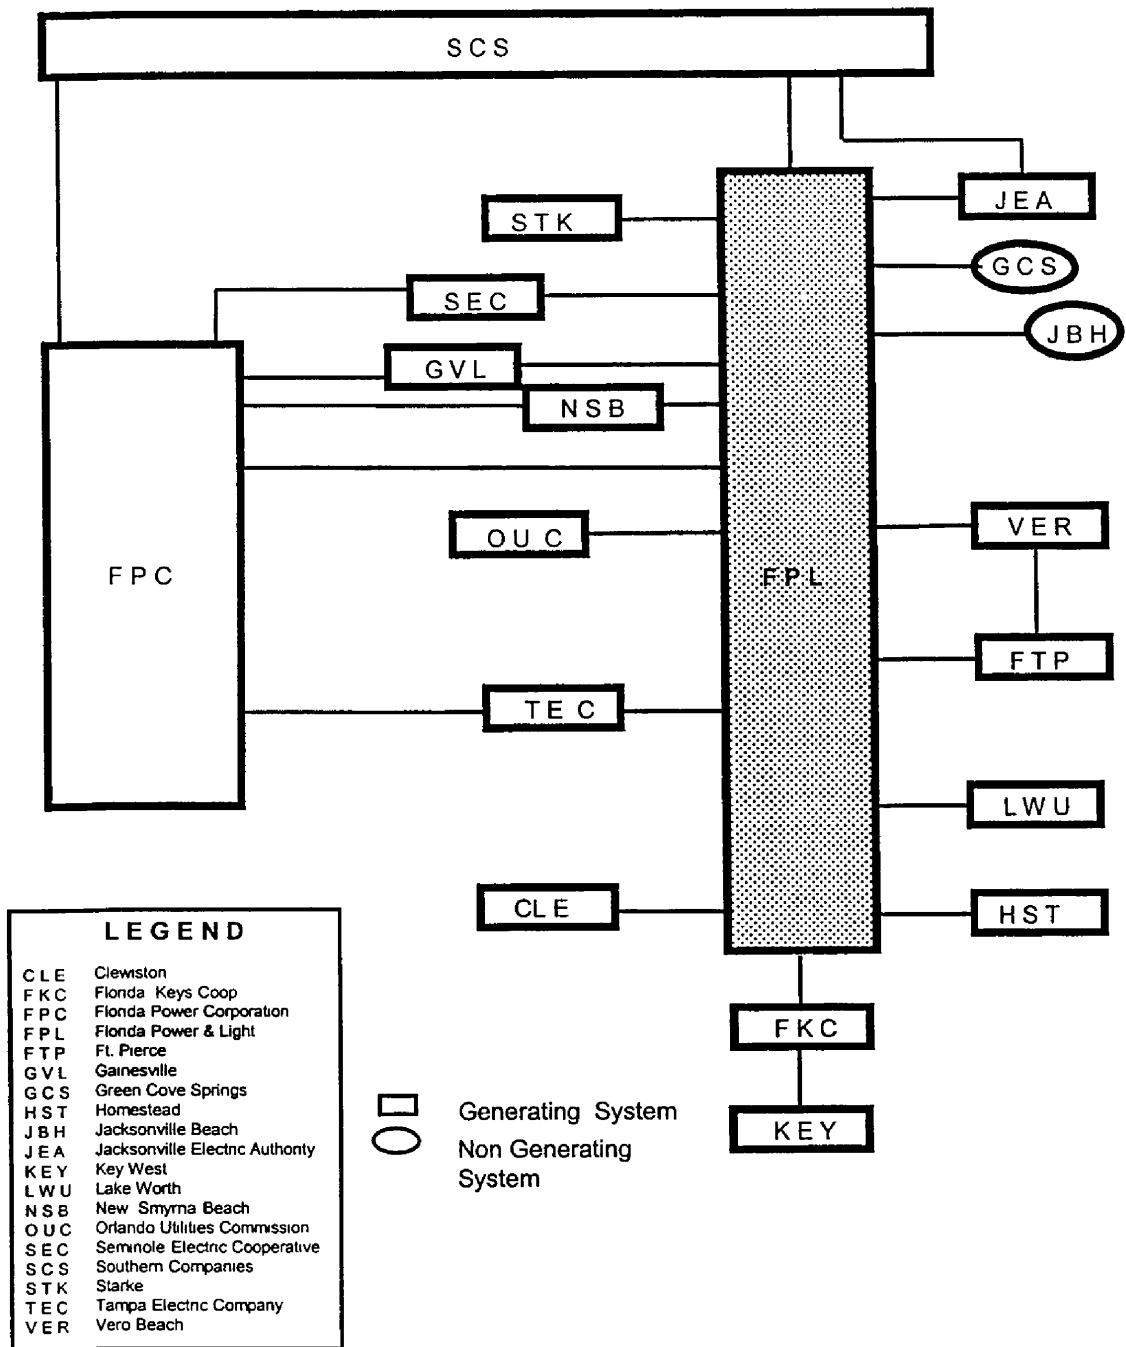 SCS
JEA
STK
GCS
SEC
JBH
GVL
NSB
VER
OUC
FPC
FPL
FTP
TEC
LWU
CLE
HST
FKC
KEY
LEGEND
CLE Clewiston
FKC Florida Keys Coop
FPC Florida Power Corporation
FPL Florida Power & Light
FTP Ft. Pierce
GVL Gainesville
GCS Green Cove Springs
HST Homestead
JBH Jacksonville Beach
JEA Jacksonville Electric Authority
KEY Key West
LWU Lake Worth
NSB New Smyrna Beach
OUC Orlando Utilities Commission
SEC Seminole Electric Cooperative
SCS Southern Companies
STK Starke
TEC Tampa Electric Company
VER Vero Beach
Generating System
Non Generating
System